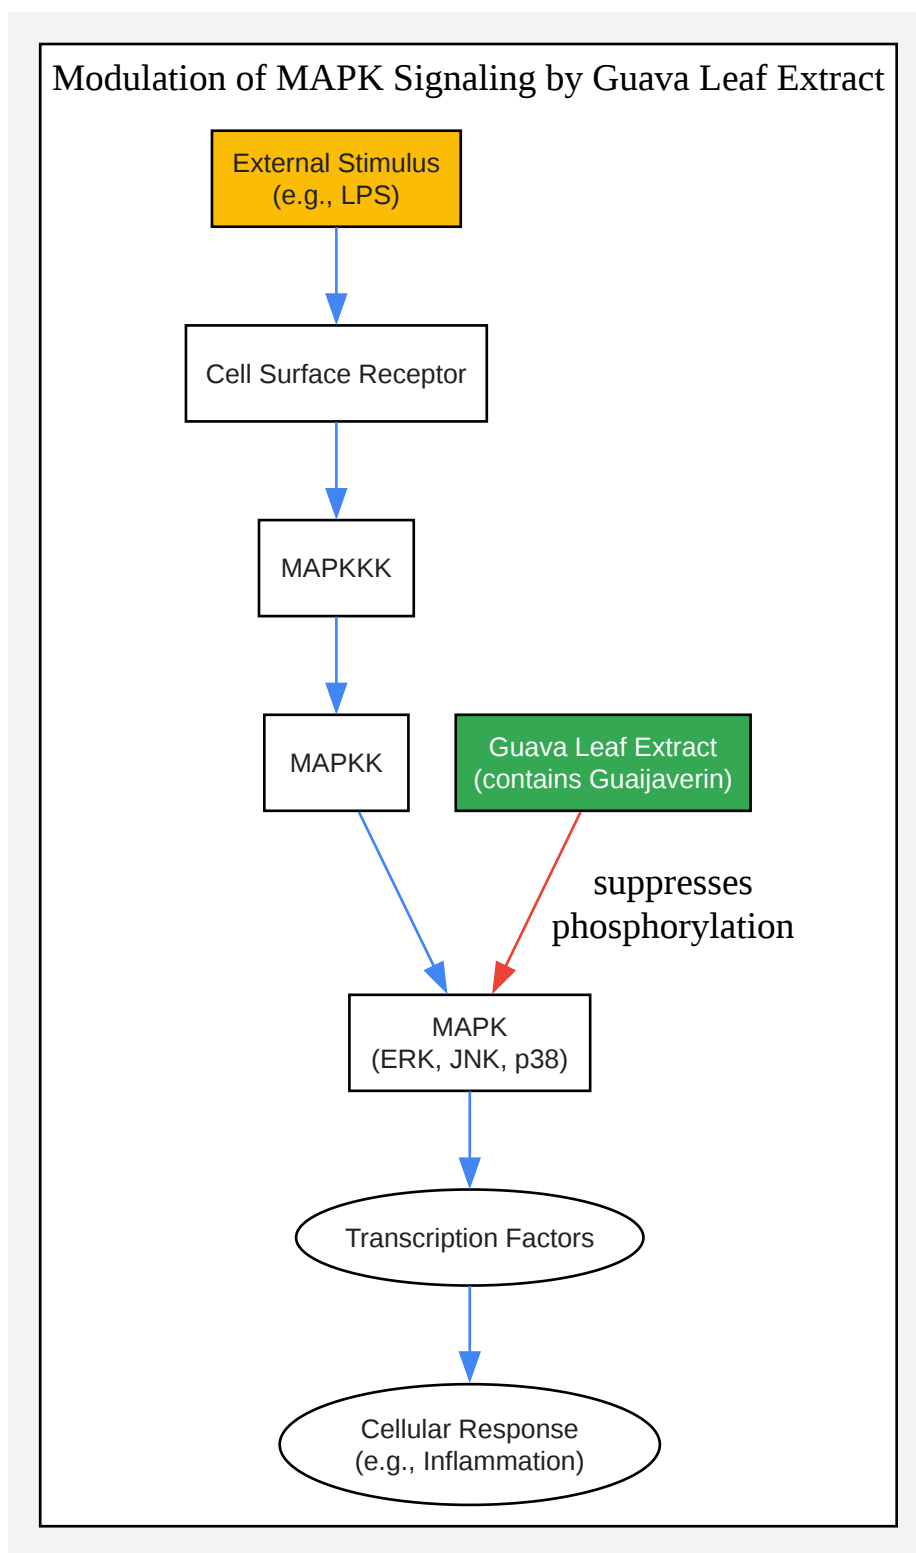 Modulation of MAPK Signaling by Guava Leaf Extract
External Stimulus
(e.g., LPS)
Cell Surface Receptor
MAPKKK
MAPKK
Guava Leaf Extract
(contains Guaijaverin)
suppresses
phosphorylation
MAPK
(ERK, JNK, p38)
Transcription Factors
Cellular Response
(e.g., Inflammation)